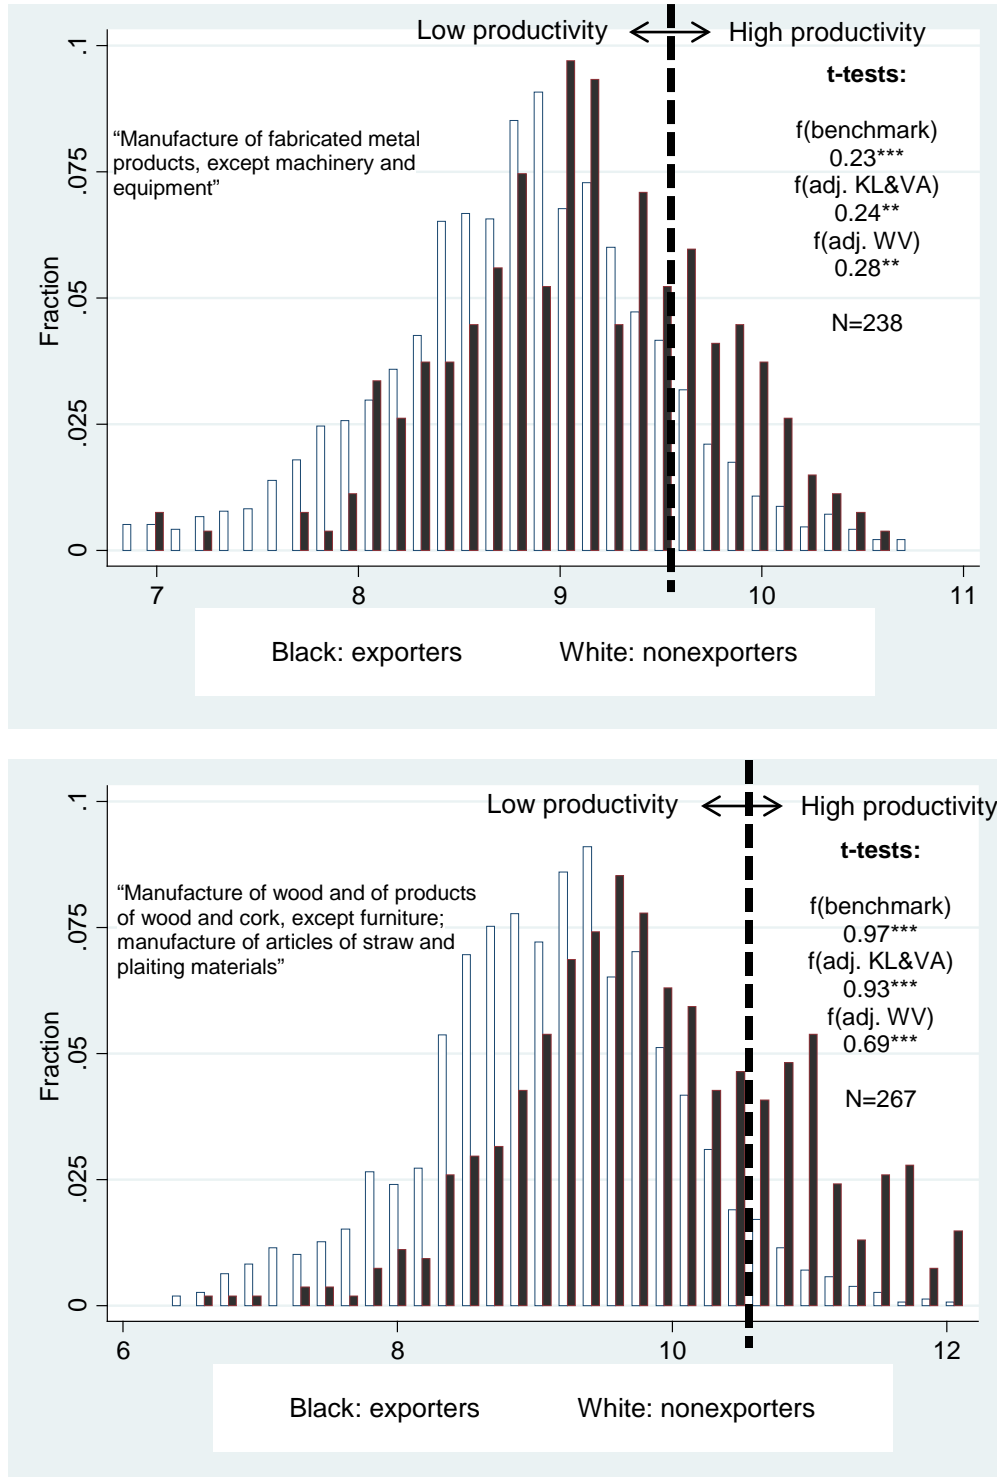 Low productivity
High productivity
t-tests:
f(benchmark)
0.23***
f(adj. KL&VA)
0.24**
f(adj. WV)
0.28**
N=238
“Manufacture of fabricated metal
products, except machinery and
equipment”
Fraction
.1
.075
.05
.025
0
7
8
9
10
11
Black: exporters
White: nonexporters
Low productivity
High productivity
t-tests:
f(benchmark)
0.97***
f(adj. KL&VA)
0.93***
f(adj. WV)
0.69***
N=267
“Manufacture of wood and of products
of wood and cork, except furniture;
manufacture of articles of straw and
plaiting materials”
Fraction
.1
.075
.05
.025
0
6
8
10
12
Black: exporters
White: nonexporters